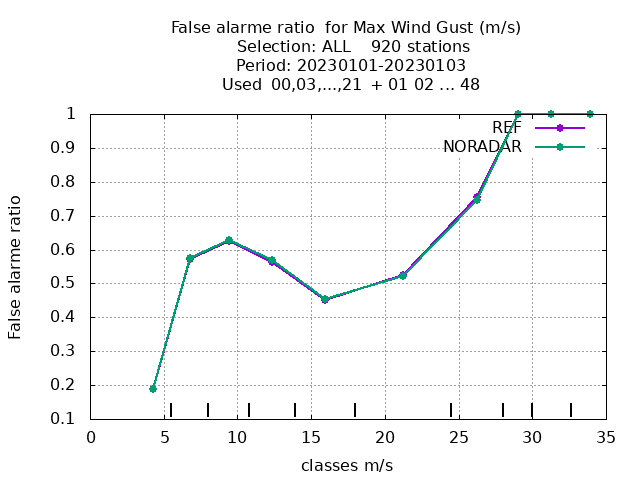 False alarme ratio  for Max Wind Gust (m/s)
Selection: ALL    920 stations
Period: 20230101-20230103
Used  00,03,...,21  + 01 02 ... 48
REF
NORADAR
1
0.9
0.8
0.7
0.6
0.5
0.4
0.3
0.2
0.1
False alarme ratio
0 5 10 15 20 25 30 35
classes m/s